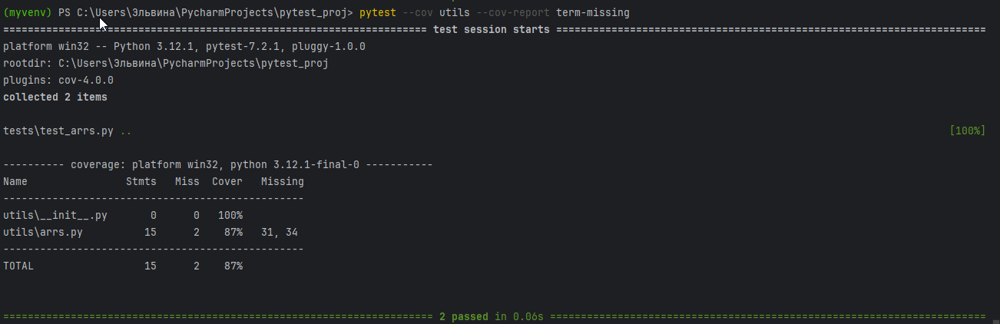 (myvenv) PS C:\Users\Эльвина\PycharmProjects\pytest_proj> pytest --cov utils --cov-report term-missing
===================================================================== test session starts ======================================================================
platform win32 -- Python 3.12.1, pytest-7.2.1, pluggy-1.0.0
rootdir: C:\Users\Эльвина\PycharmProjects\pytest_proj
plugins: cov-4.0.0
collected 2 items
tests\test_arrs.py .. [100%]
---------- coverage: platform win32, python 3.12.1-final-0 -----------
Name Stmts Miss Cover Missing
-------------------------------------------------
utils\__init__.py 0 0 100%
utils\arrs.py 15 2 87% 31, 34
-------------------------------------------------
TOTAL 15 2 87%
====================================================================== 2 passed in 0.06s =======================================================================